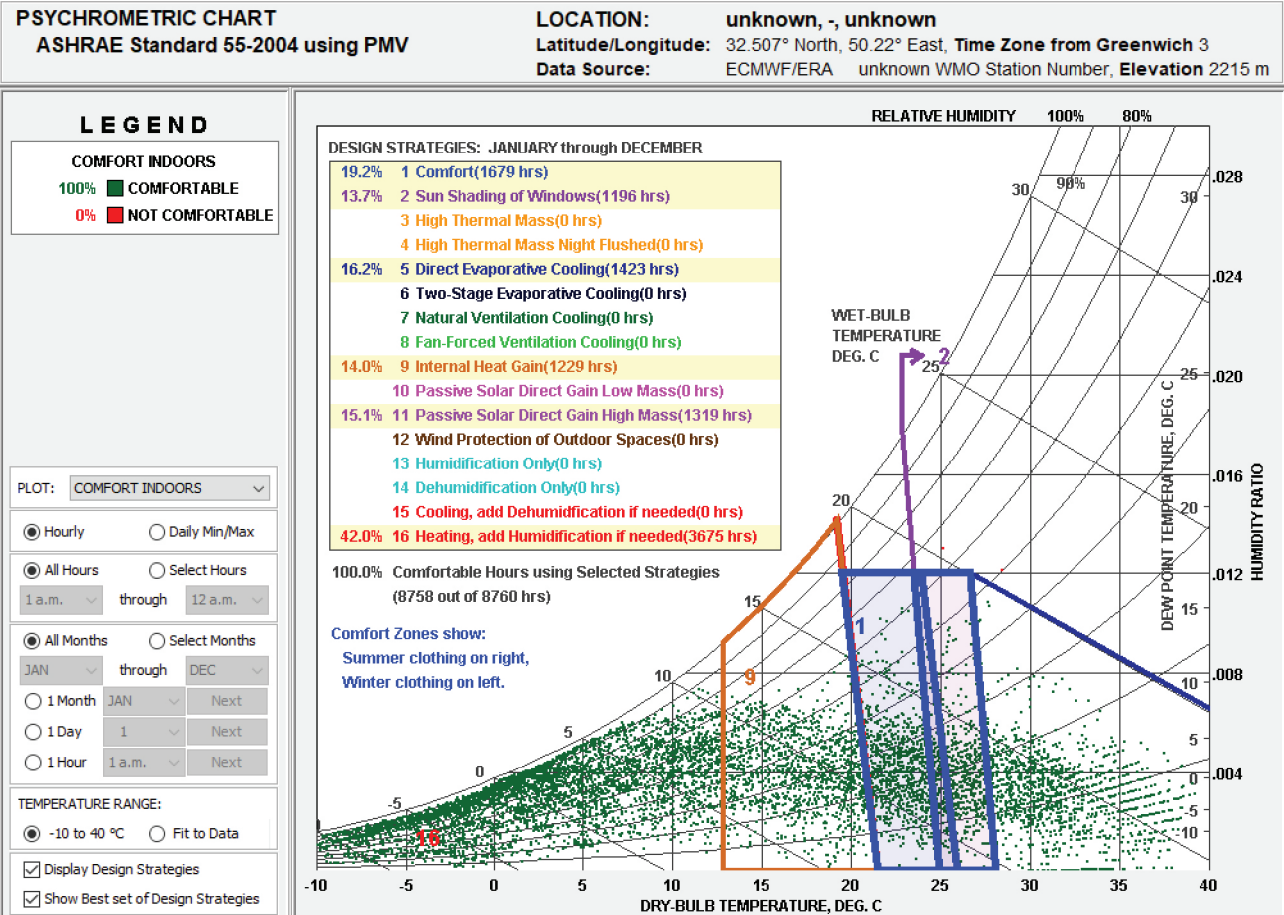 PSYCHROMETRIC CHART
ASHRAE Standard 55-2004 using PMV
LOCATION: unknown, -, unknown
Latitude/Longitude: 32.507° North, 50.22° East, Time Zone from Greenwich 3
Data Source: ECMWF/ERA unknown WMO Station Number, Elevation 2215 m
LEGEND
COMFORT INDOORS
100% COMFORTABLE
0% NOT COMFORTABLE
PLOT: COMFORT INDOORS
Hourly Daily Min/Max
All Hours Select Hours
1 a.m. through 12 a.m.
All Months Select Months
JAN through DEC
1 Month JAN Next
1 Day 1 Next
1 Hour 1 a.m. Next
TEMPERATURE RANGE:
-10 to 40 °C Fit to Data
Display Design Strategies
Show Best set of Design Strategies
RELATIVE HUMIDITY 100% 80%
90%
DESIGN STRATEGIES: JANUARY through DECEMBER
19.2% 1 Comfort(1679 hrs)
13.7% 2 Sun Shading of Windows(1196 hrs)
3 High Thermal Mass(0 hrs)
4 High Thermal Mass Night Flushed(0 hrs)
16.2% 5 Direct Evaporative Cooling(1423 hrs)
6 Two-Stage Evaporative Cooling(0 hrs)
7 Natural Ventilation Cooling(0 hrs)
8 Fan-Forced Ventilation Cooling(0 hrs)
14.0% 9 Internal Heat Gain(1229 hrs)
10 Passive Solar Direct Gain Low Mass(0 hrs)
15.1% 11 Passive Solar Direct Gain High Mass(1319 hrs)
12 Wind Protection of Outdoor Spaces(0 hrs)
13 Humidification Only(0 hrs)
14 Dehumidification Only(0 hrs)
15 Cooling, add Dehumidfication if needed(0 hrs)
42.0% 16 Heating, add Humidification if needed(3675 hrs)
100.0% Comfortable Hours using Selected Strategies
(8758 out of 8760 hrs)
Comfort Zones show:
Summer clothing on right,
Winter clothing on left.
WET-BULB
TEMPERATURE
DEG. C
-5
0
5
10
15
20
25
30
2
1
9
16
30
25
20
15
10
5
0
-5
-10
DEW POINT TEMPERATURE, DEG. C
.028
.024
.020
.016
.012
.008
.004
HUMIDITY RATIO
-10 -5 0 5 10 15 20 25 30 35 40
DRY-BULB TEMPERATURE, DEG. C